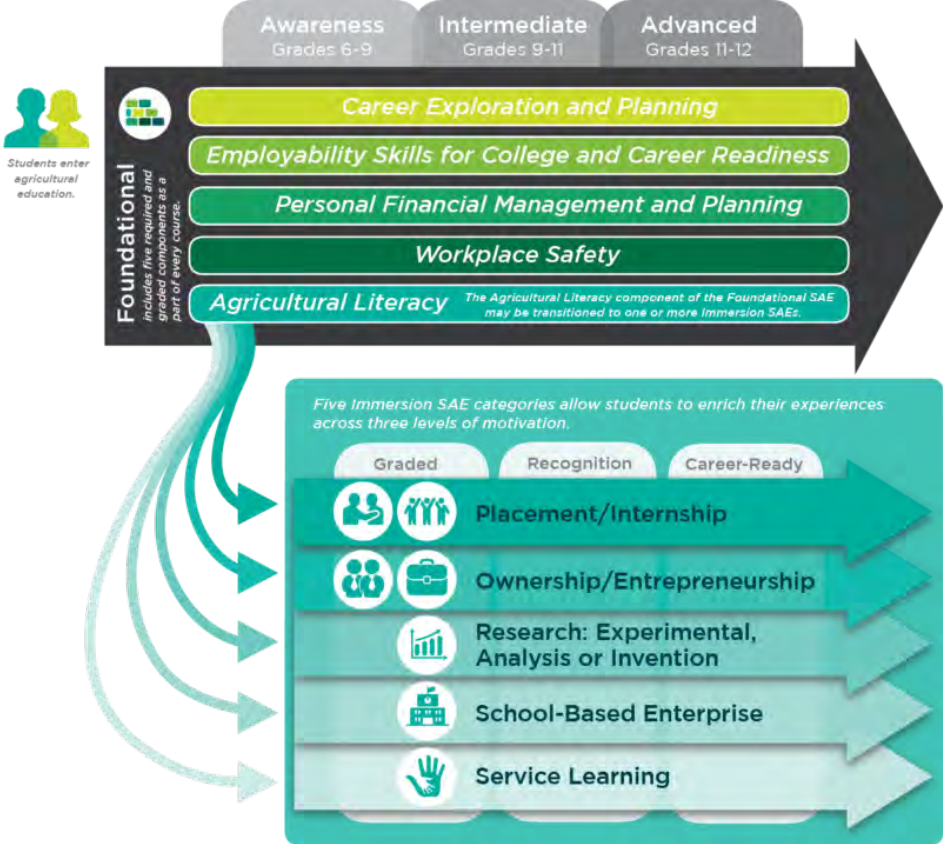 Awareness
Grades 6-9
Intermediate
Grades 9-11
Advanced
Grades 11-12
Students enter
agricultural
education.
Foundational
includes five required and
graded components as a
part of every course.
Career Exploration and Planning
Employability Skills for College and Career Readiness
Personal Financial Management and Planning
Workplace Safety
Agricultural Literacy
The Agricultural Literacy component of the Foundational SAE
may be transitioned to one or more Immersion SAEs.
Five Immersion SAE categories allow students to enrich their experiences
across three levels of motivation.
Graded
Recognition
Career-Ready
Placement/Internship
Ownership/Entrepreneurship
Research: Experimental,
Analysis or Invention
School-Based Enterprise
Service Learning